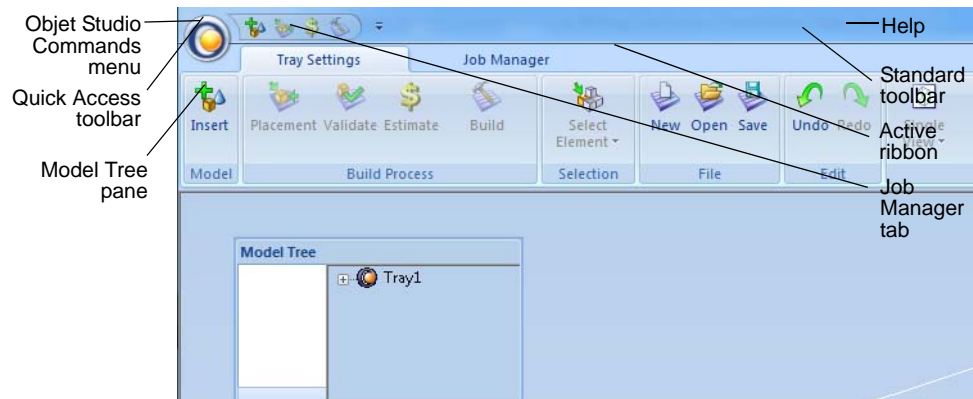 Objet Studio
Commands
menu
Quick Access
toolbar
Model Tree
pane
Help
Standard
toolbar
Active
ribbon
Job
Manager
tab
Tray Settings
Job Manager
Insert
Placement
Validate
Estimate
Build
Select
Element
New
Open
Save
Undo
Redo
Single
View
Model
Build Process
Selection
File
Edit
Model Tree
Tray1